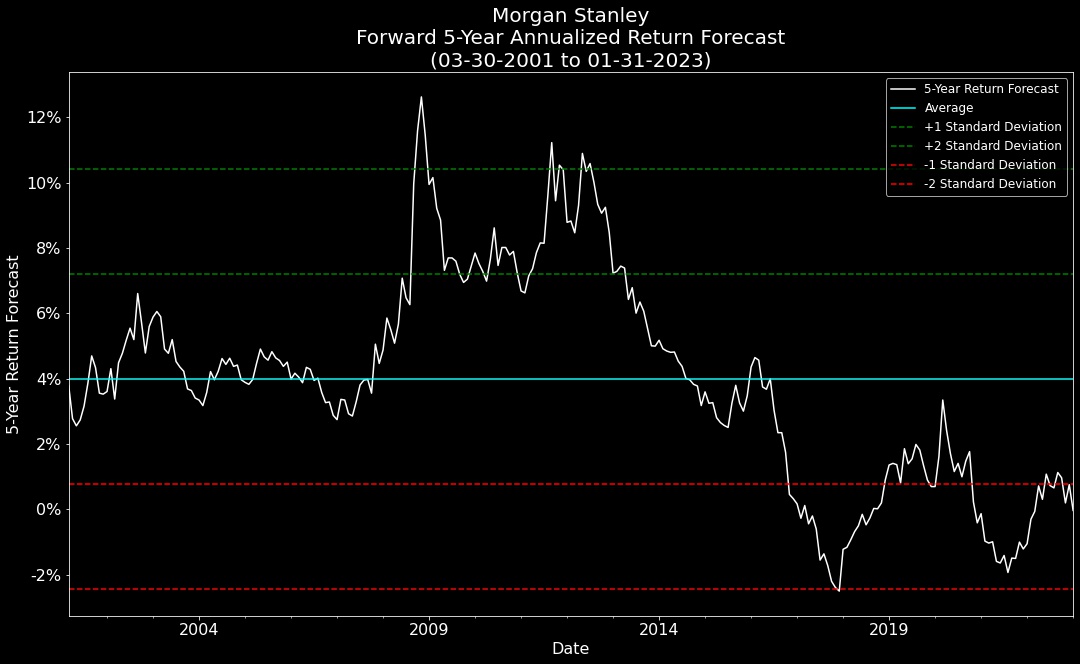 Morgan Stanley
Forward 5-Year Annualized Return Forecast
(03-30-2001 to 01-31-2023)
5-Year Return Forecast
Average
+1 Standard Deviation
+2 Standard Deviation
-1 Standard Deviation
-2 Standard Deviation
12%
10%
8%
6%
4%
2%
0%
-2%
5-Year Return Forecast
2004
2009
2014
2019
Date